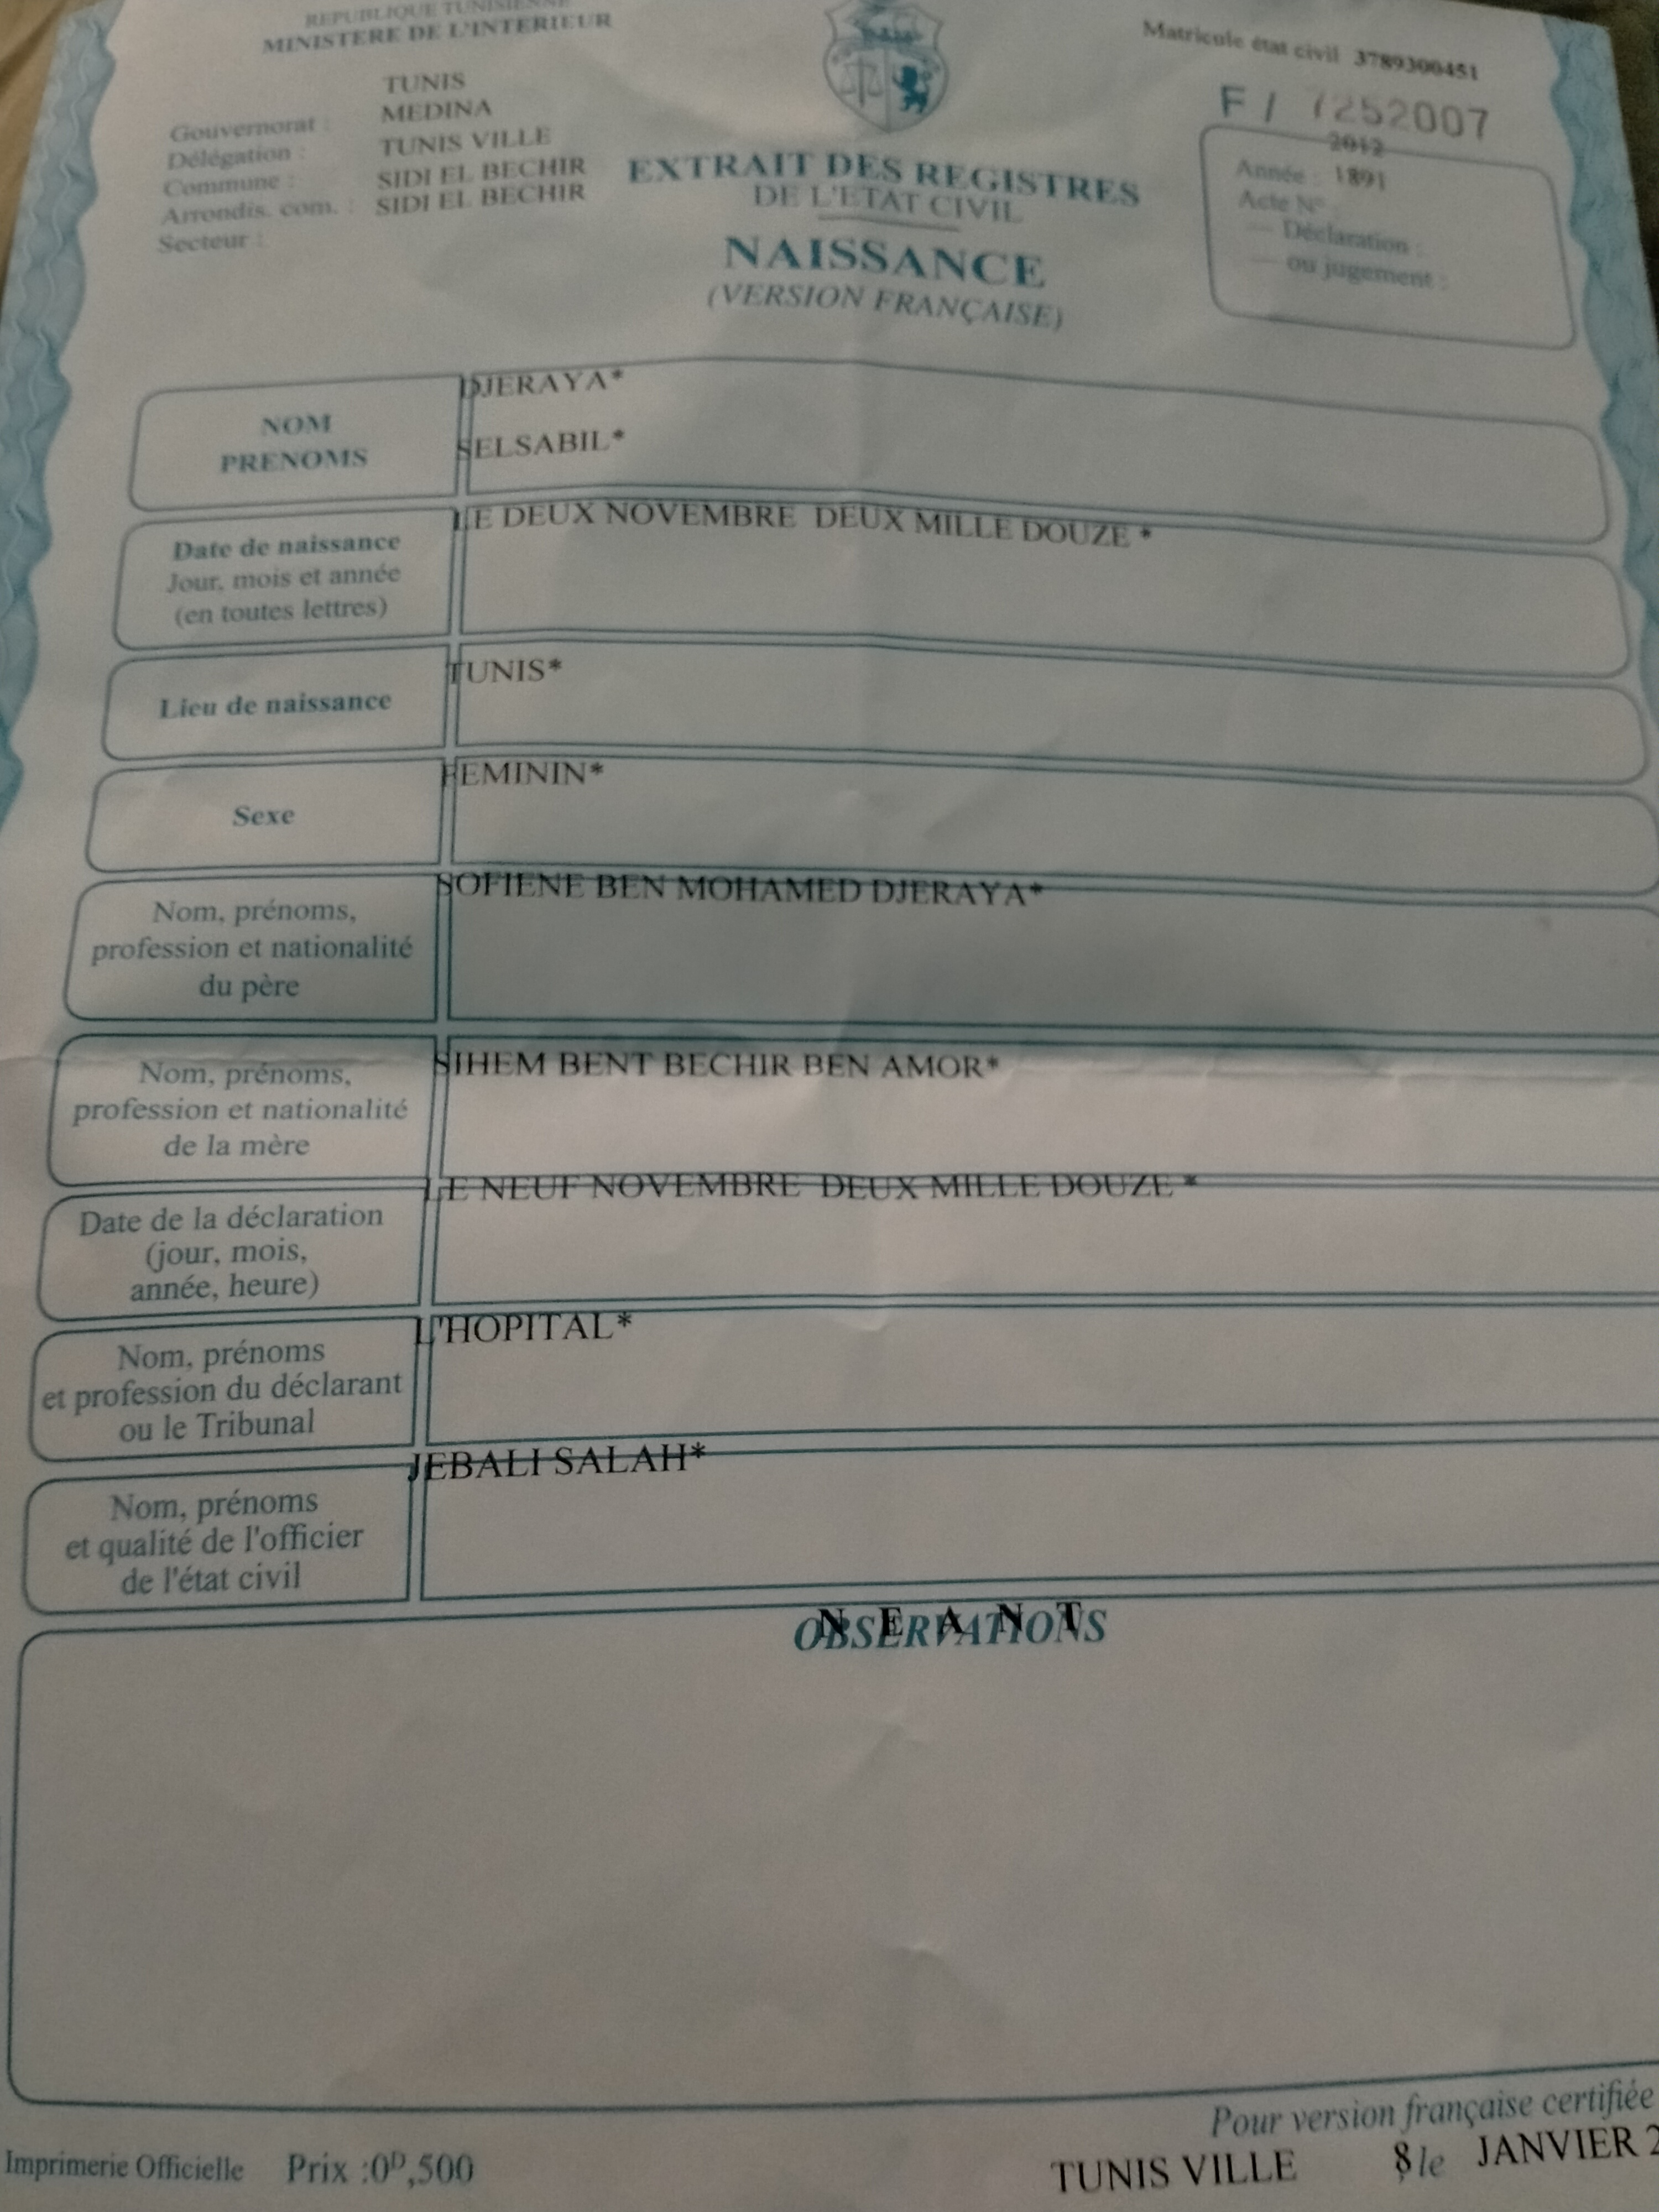 REPUBLIQUE TUNISIENNE
MINISTERE DE L'INTERIEUR
Matricule état civil 3789300451
F / 7252007
Gouvernorat : TUNIS
Délégation : MEDINA
Commune : TUNIS VILLE
Arrondis. com. : SIDI EL BECHIR
Secteur : SIDI EL BECHIR
EXTRAIT DES REGISTRES
DE L'ETAT CIVIL
NAISSANCE
(VERSION FRANÇAISE)
2012
Année : 1891
Acte N°
— Déclaration :
— ou jugement :
NOM
PRENOMS
DJERAYA*
SELSABIL*
Date de naissance
Jour, mois et année
(en toutes lettres)
LE DEUX NOVEMBRE DEUX MILLE DOUZE *
Lieu de naissance
TUNIS*
Sexe
FEMININ*
Nom, prénoms,
profession et nationalité
du père
SOFIENE BEN MOHAMED DJERAYA*
Nom, prénoms,
profession et nationalité
de la mère
SIHEM BENT BECHIR BEN AMOR*
Date de la déclaration
(jour, mois,
année, heure)
LE NEUF NOVEMBRE DEUX MILLE DOUZE *
Nom, prénoms
et profession du déclarant
ou le Tribunal
L'HOPITAL*
Nom, prénoms
et qualité de l'officier
de l'état civil
JEBALI SALAH*
OBSERVATIONS
N E A N T
Pour version française certifiée
TUNIS VILLE 8 le JANVIER 2
Imprimerie Officielle Prix :0D,500